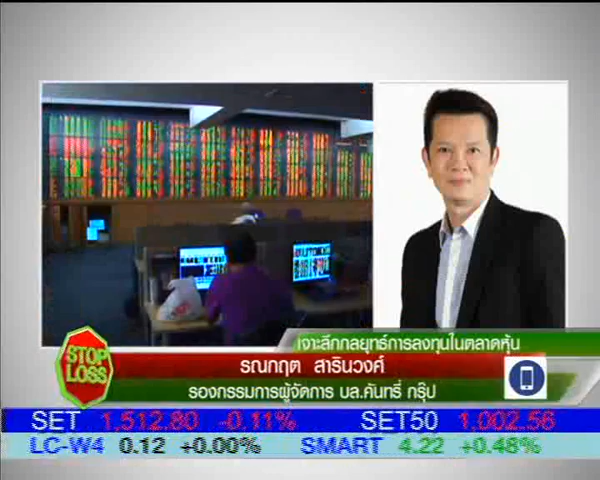 เจาะลึกกลยุทธ์การลงทุนในตลาดหุ้น
STOP
LOSS
รณกฤต สารินวงศ์
รองกรรมการผู้จัดการ บล.คันทรี่ กรุ๊ป
SET 1,512.80 -0.11% SET50 1,002.56
LC-W4 0.12 +0.00% SMART 4.22 +0.48%